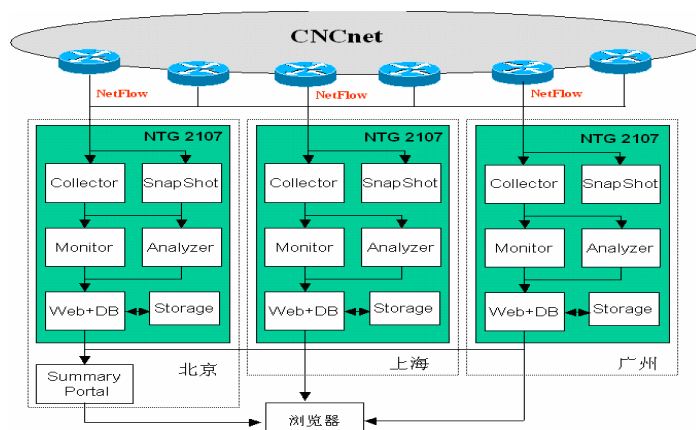 CNCnet
NetFlow
NetFlow
NetFlow
NTG 2107
Collector
SnapShot
Monitor
Analyzer
Web+DB
Storage
Summary
Portal
北京
NTG 2107
Collector
SnapShot
Monitor
Analyzer
Web+DB
Storage
上海
NTG 2107
Collector
SnapShot
Monitor
Analyzer
Web+DB
Storage
广州
浏览器